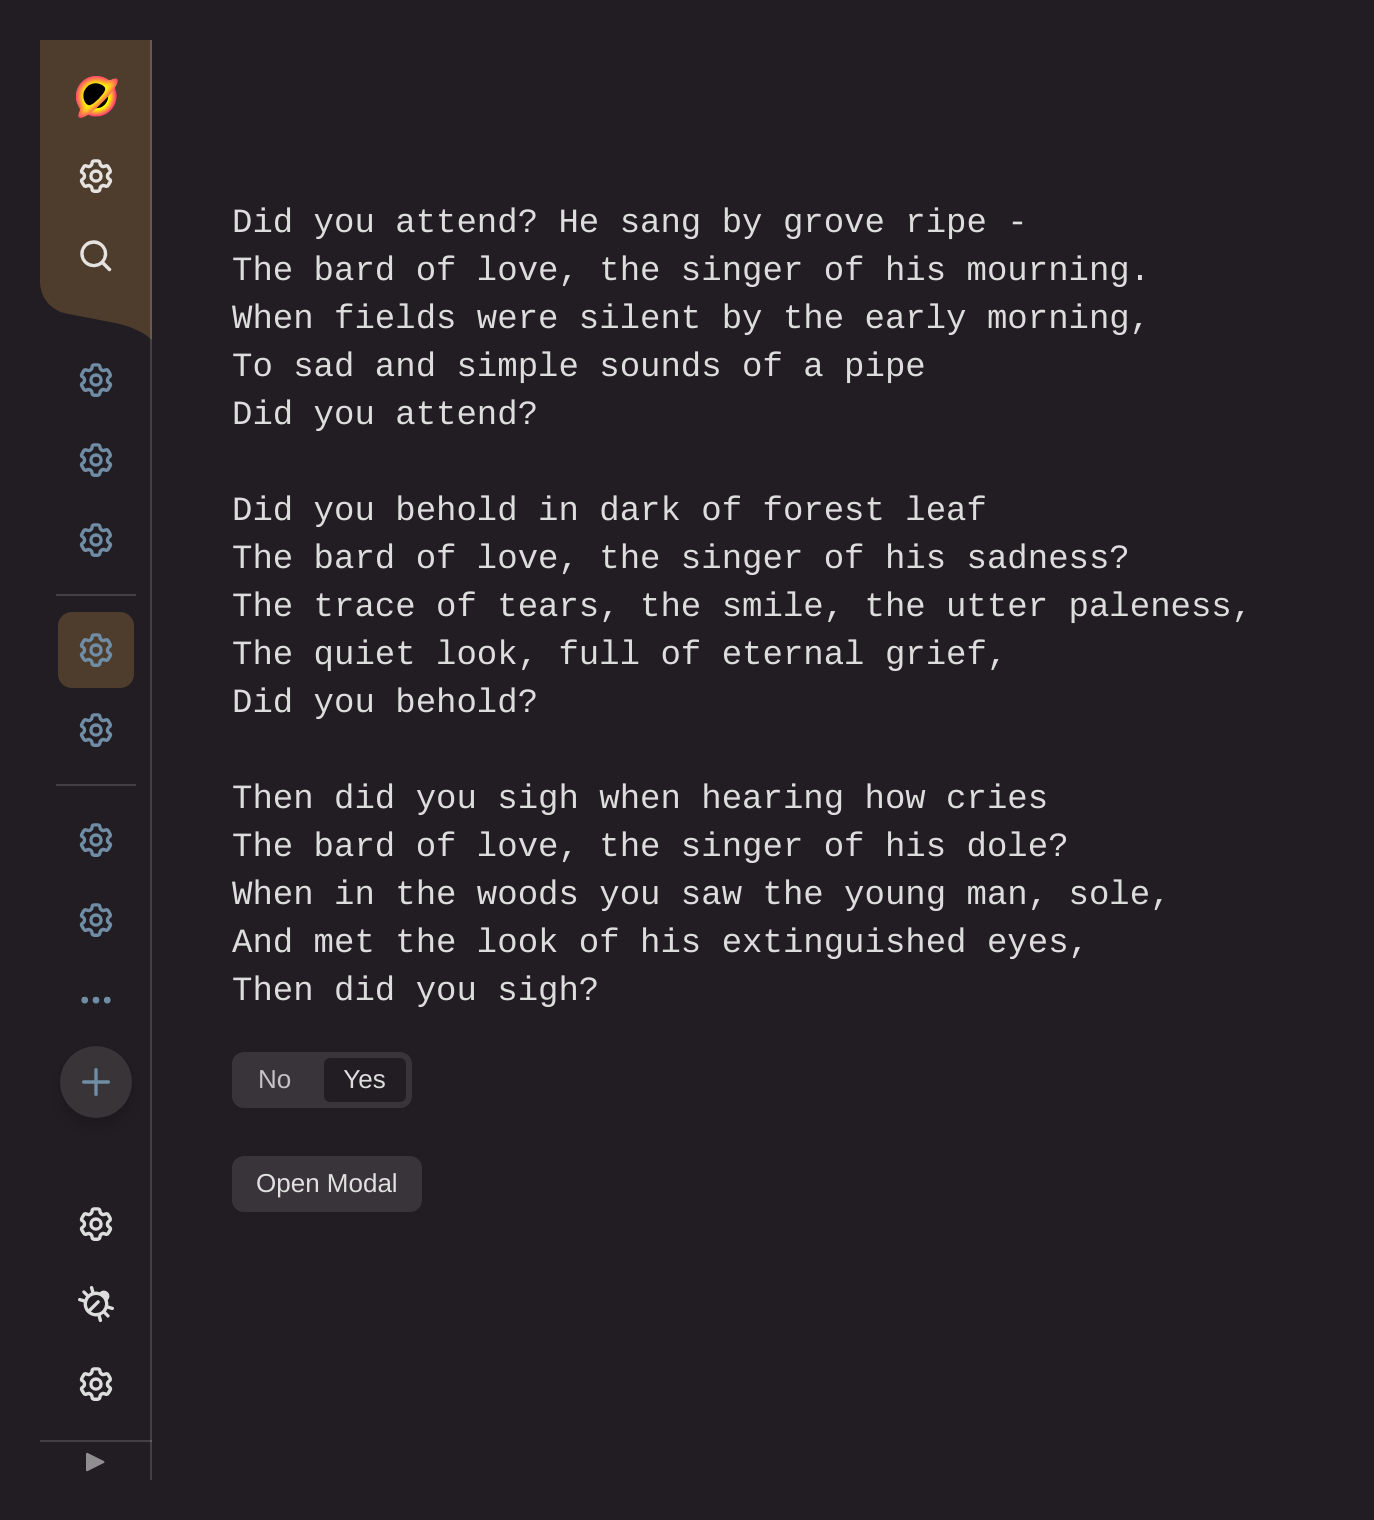 Did you attend? He sang by grove ripe -
The bard of love, the singer of his mourning.
When fields were silent by the early morning,
To sad and simple sounds of a pipe
Did you attend?

Did you behold in dark of forest leaf
The bard of love, the singer of his sadness?
The trace of tears, the smile, the utter paleness,
The quiet look, full of eternal grief,
Did you behold?

Then did you sigh when hearing how cries
The bard of love, the singer of his dole?
When in the woods you saw the young man, sole,
And met the look of his extinguished eyes,
Then did you sigh?

No Yes
Open Modal